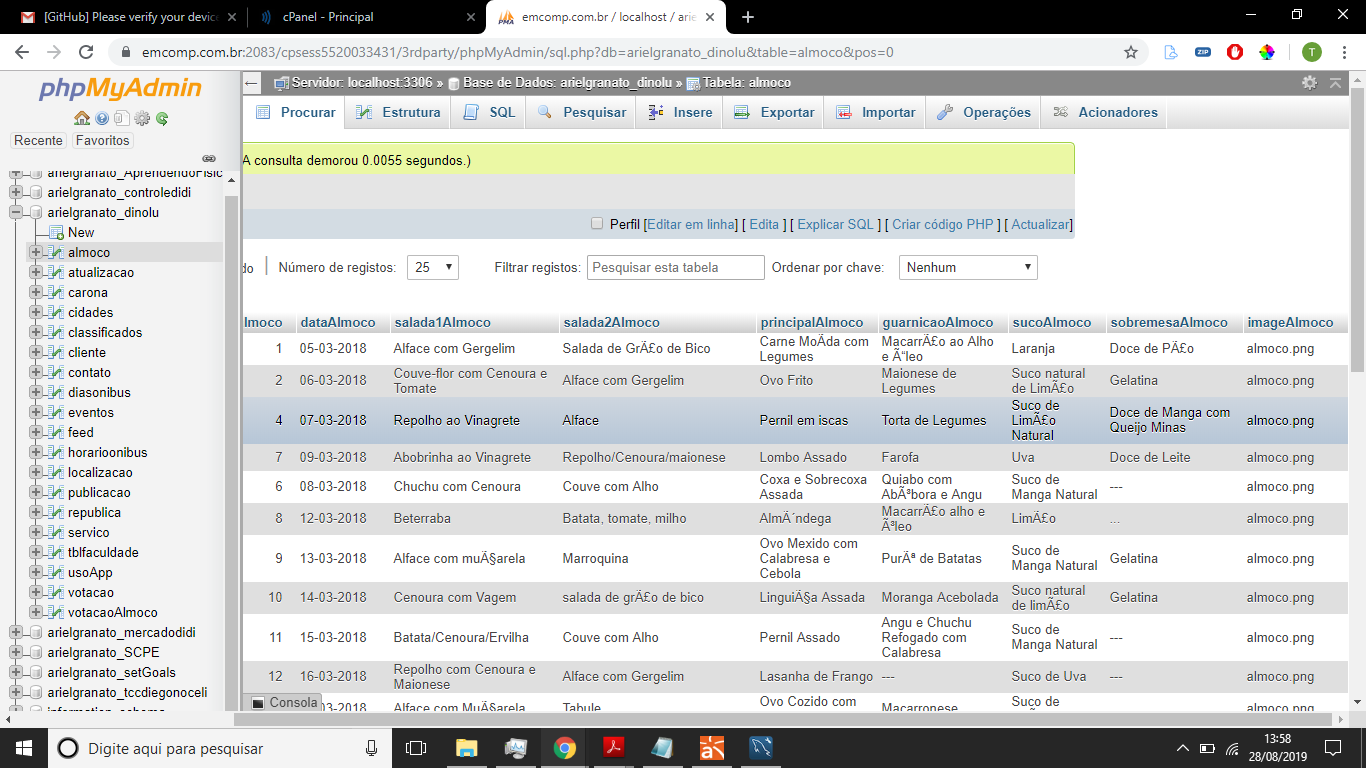 [GitHub] Please verify your device
cPanel - Principal
emcomp.com.br / localhost / arie
emcomp.com.br:2083/cpsess5520033431/3rdparty/phpMyAdmin/sql.php?db=arielgranato_dinolu&table=almoco&pos=0
ZIP
T
phpMyAdmin
Recente Favoritos
arielgranato_AprendendoFisic
arielgranato_controledidi
arielgranato_dinolu
New
almoco
atualizacao
carona
cidades
classificados
cliente
contato
diasonibus
eventos
feed
horarioonibus
localizacao
publicacao
republica
servico
tblfaculdade
usoApp
votacao
votacaoAlmoco
arielgranato_mercadodidi
arielgranato_SCPE
arielgranato_setGoals
arielgranato_tccdiegonoceli
information_schema
Servidor: localhost:3306 » Base de Dados: arielgranato_dinolu » Tabela: almoco
Procurar Estrutura SQL Pesquisar Insere Exportar Importar Operações Acionadores
A consulta demorou 0.0055 segundos.)
Perfil [Editar em linha] [ Edita ] [ Explicar SQL ] [ Criar código PHP ] [ Actualizar]
do Número de registos: 25 Filtrar registos: Pesquisar esta tabela Ordenar por chave: Nenhum
lmoco dataAlmoco salada1Almoco salada2Almoco principalAlmoco guarnicaoAlmoco sucoAlmoco sobremesaAlmoco imageAlmoco
1 05-03-2018 Alface com Gergelim Salada de GrÃ£o de Bico Carne MoÃ­da com Legumes MacarrÃ£o ao Alho e Ã“leo Laranja Doce de PÃ£o almoco.png
2 06-03-2018 Couve-flor com Cenoura e Tomate Alface com Gergelim Ovo Frito Maionese de Legumes Suco natural de LimÃ£o Gelatina almoco.png
4 07-03-2018 Repolho ao Vinagrete Alface Pernil em iscas Torta de Legumes Suco de LimÃ£o Natural Doce de Manga com Queijo Minas almoco.png
7 09-03-2018 Abobrinha ao Vinagrete Repolho/Cenoura/maionese Lombo Assado Farofa Uva Doce de Leite almoco.png
6 08-03-2018 Chuchu com Cenoura Couve com Alho Coxa e Sobrecoxa Assada Quiabo com AbÃ³bora e Angu Suco de Manga Natural --- almoco.png
8 12-03-2018 Beterraba Batata, tomate, milho AlmÃ´ndega MacarrÃ£o alho e Ã³leo LimÃ£o ... almoco.png
9 13-03-2018 Alface com muÃ§arela Marroquina Ovo Mexido com Calabresa e Cebola PurÃª de Batatas Suco de Manga Natural Gelatina almoco.png
10 14-03-2018 Cenoura com Vagem salada de grÃ£o de bico LinguiÃ§a Assada Moranga Acebolada Suco natural de limÃ£o Gelatina almoco.png
11 15-03-2018 Batata/Cenoura/Ervilha Couve com Alho Pernil Assado Angu e Chuchu Refogado com Calabresa Suco de Manga Natural --- almoco.png
12 16-03-2018 Repolho com Cenoura e Maionese Alface com Gergelim Lasanha de Frango --- Suco de Uva --- almoco.png
03-2018 Alface com MuÃ§arela Tabule Ovo Cozido com Macarronese Suco de Gelatina almoco.png
Consola
Digite aqui para pesquisar
13:58
28/08/2019